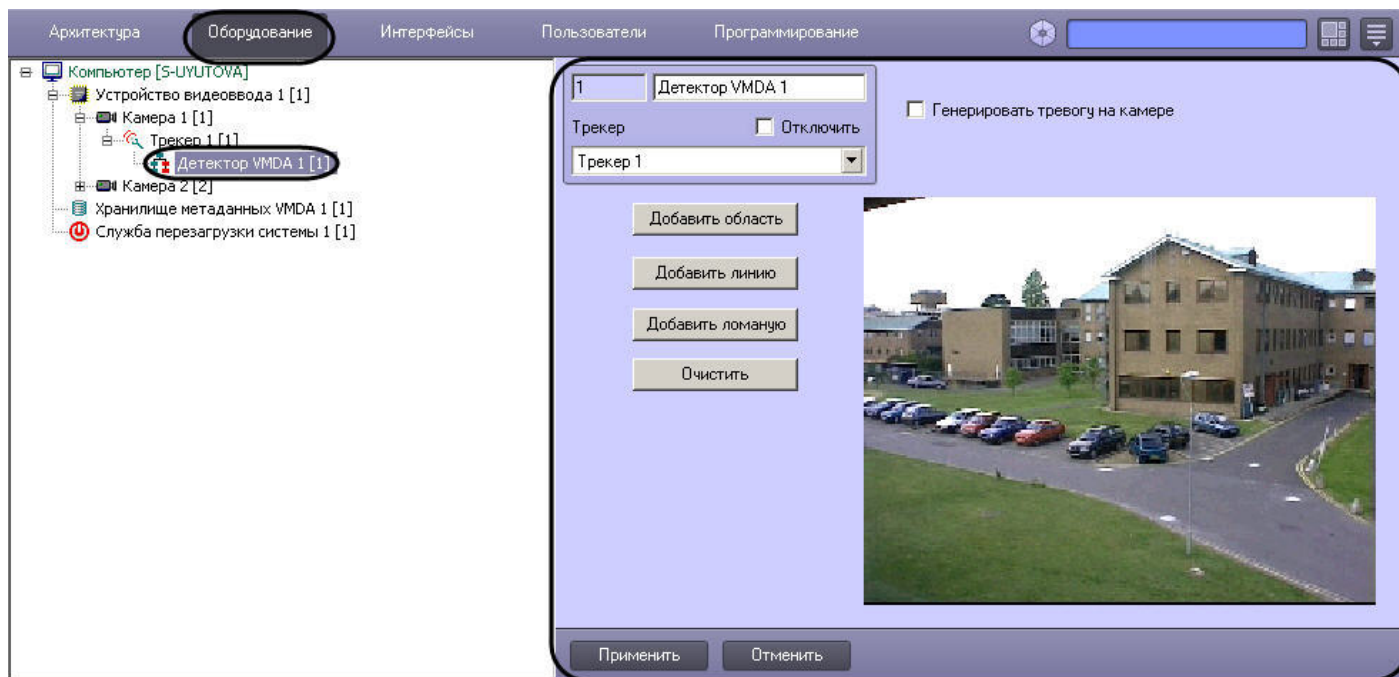 Архитектура Оборудование Интерфейсы Пользователи Программирование
Компьютер [S-UYUTOVA]
Устройство видеоввода 1 [1]
Камера 1 [1]
Трекер 1 [1]
Детектор VMDA 1 [1]
Камера 2 [2]
Хранилище метаданных VMDA 1 [1]
Служба перезагрузки системы 1 [1]
1 Детектор VMDA 1
Трекер Отключить
Трекер 1
Генерировать тревогу на камере
Добавить область
Добавить линию
Добавить ломаную
Очистить
Применить Отменить